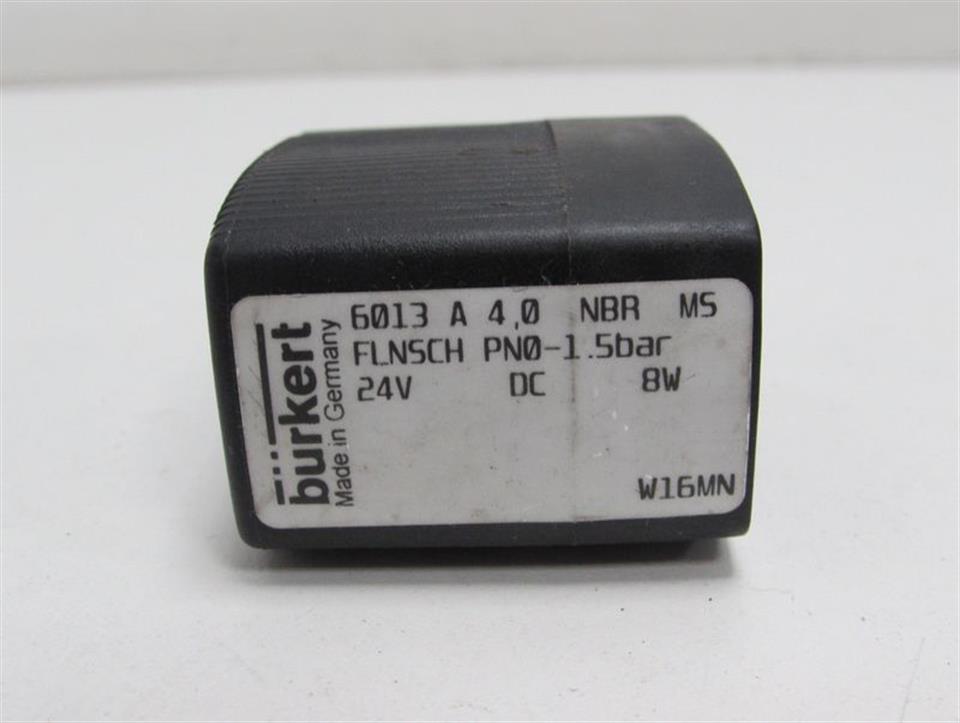 bürkert
Made in Germany
6013 A 4,0 NBR MS
FLNSCH PN0-1.5bar
24V DC 8W
W16MN